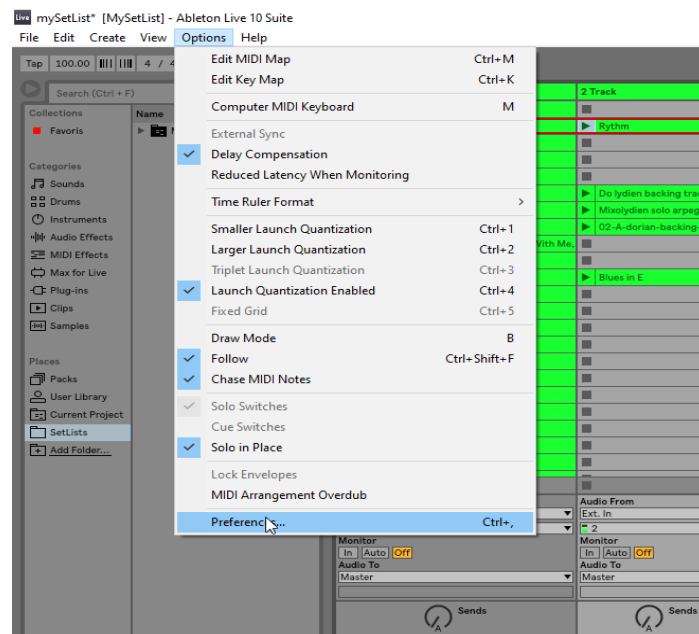 Live mySetList* [MySetList] - Ableton Live 10 Suite
File Edit Create View Options Help
Tap 100.00 4 / 4
Search (Ctrl + F)
Collections
Name
Favoris
Categories
Sounds
Drums
Instruments
Audio Effects
MIDI Effects
Max for Live
Plug-ins
Clips
Samples
Places
Packs
User Library
Current Project
SetLists
Add Folder...
Edit MIDI Map Ctrl+M
Edit Key Map Ctrl+K
Computer MIDI Keyboard M
External Sync
Delay Compensation
Reduced Latency When Monitoring
Time Ruler Format >
Smaller Launch Quantization Ctrl+1
Larger Launch Quantization Ctrl+2
Triplet Launch Quantization Ctrl+3
Launch Quantization Enabled Ctrl+4
Fixed Grid Ctrl+5
Draw Mode B
Follow Ctrl+Shift+F
Chase MIDI Notes
Solo Switches
Cue Switches
Solo in Place
Lock Envelopes
MIDI Arrangement Overdub
Preferences... Ctrl+,
2 Track
Rythm
Do lydien backing tra
Mixolydien solo arpeg
02-A-dorian-backing-
With Me,
Blues in E
Audio From
Ext. In
2
Monitor Monitor
In Auto Off In Auto Off
Audio To Audio To
Master Master
Sends Sends
A A